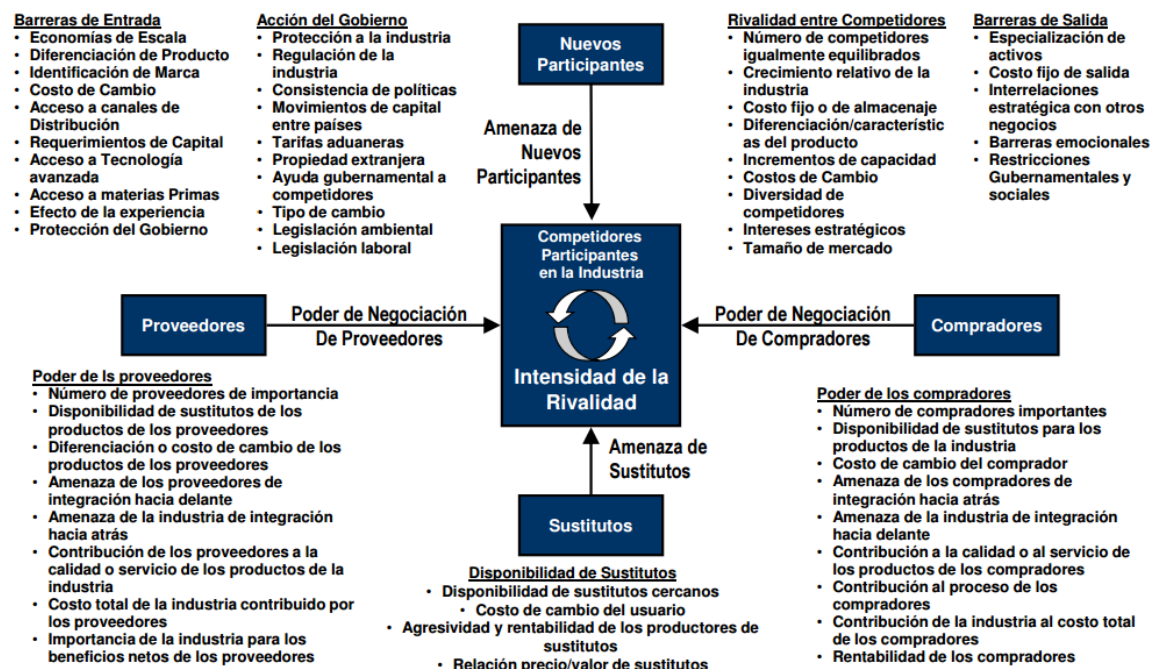 Barreras de Entrada
• Economías de Escala
• Diferenciación de Producto
• Identificación de Marca
• Costo de Cambio
• Acceso a canales de
Distribución
• Requerimientos de Capital
• Acceso a Tecnología
avanzada
• Acceso a materias Primas
• Efecto de la experiencia
• Protección del Gobierno
Acción del Gobierno
• Protección a la industria
• Regulación de la
industria
• Consistencia de políticas
• Movimientos de capital
entre países
• Tarifas aduaneras
• Propiedad extranjera
• Ayuda gubernamental a
competidores
• Tipo de cambio
• Legislación ambiental
• Legislación laboral
Nuevos
Participantes
Amenaza de
Nuevos
Participantes
Rivalidad entre Competidores
• Número de competidores
igualmente equilibrados
• Crecimiento relativo de la
industria
• Costo fijo o de almacenaje
• Diferenciación/característic
as del producto
• Incrementos de capacidad
• Costos de Cambio
• Diversidad de
competidores
• Intereses estratégicos
• Tamaño de mercado
Barreras de Salida
• Especialización de
activos
• Costo fijo de salida
• Interrelaciones
estratégica con otros
negocios
• Barreras emocionales
• Restricciones
Gubernamentales y
sociales
Proveedores
Poder de Negociación
De Proveedores
Competidores
Participantes
en la Industria
Intensidad de la
Rivalidad
Poder de Negociación
De Compradores
Compradores
Poder de ls proveedores
• Número de proveedores de importancia
• Disponibilidad de sustitutos de los
productos de los proveedores
• Diferenciación o costo de cambio de los
productos de los proveedores
• Amenaza de los proveedores de
integración hacia delante
• Amenaza de la industria de integración
hacia atrás
• Contribución de los proveedores a la
calidad o servicio de los productos de la
industria
• Costo total de la industria contribuido por
los proveedores
• Importancia de la industria para los
beneficios netos de los proveedores
Amenaza de
Sustitutos
Sustitutos
Disponibilidad de Sustitutos
• Disponibilidad de sustitutos cercanos
• Costo de cambio del usuario
• Agresividad y rentabilidad de los productores de
sustitutos
• Relación precio/valor de sustitutos
Poder de los compradores
• Número de compradores importantes
• Disponibilidad de sustitutos para los
productos de la industria
• Costo de cambio del comprador
• Amenaza de los compradores de
integración hacia atrás
• Amenaza de la industria de integración
hacia delante
• Contribución a la calidad o al servicio de
los productos de los compradores
• Contribución al proceso de los
compradores
• Contribución de la industria al costo total
de los compradores
• Rentabilidad de los compradores